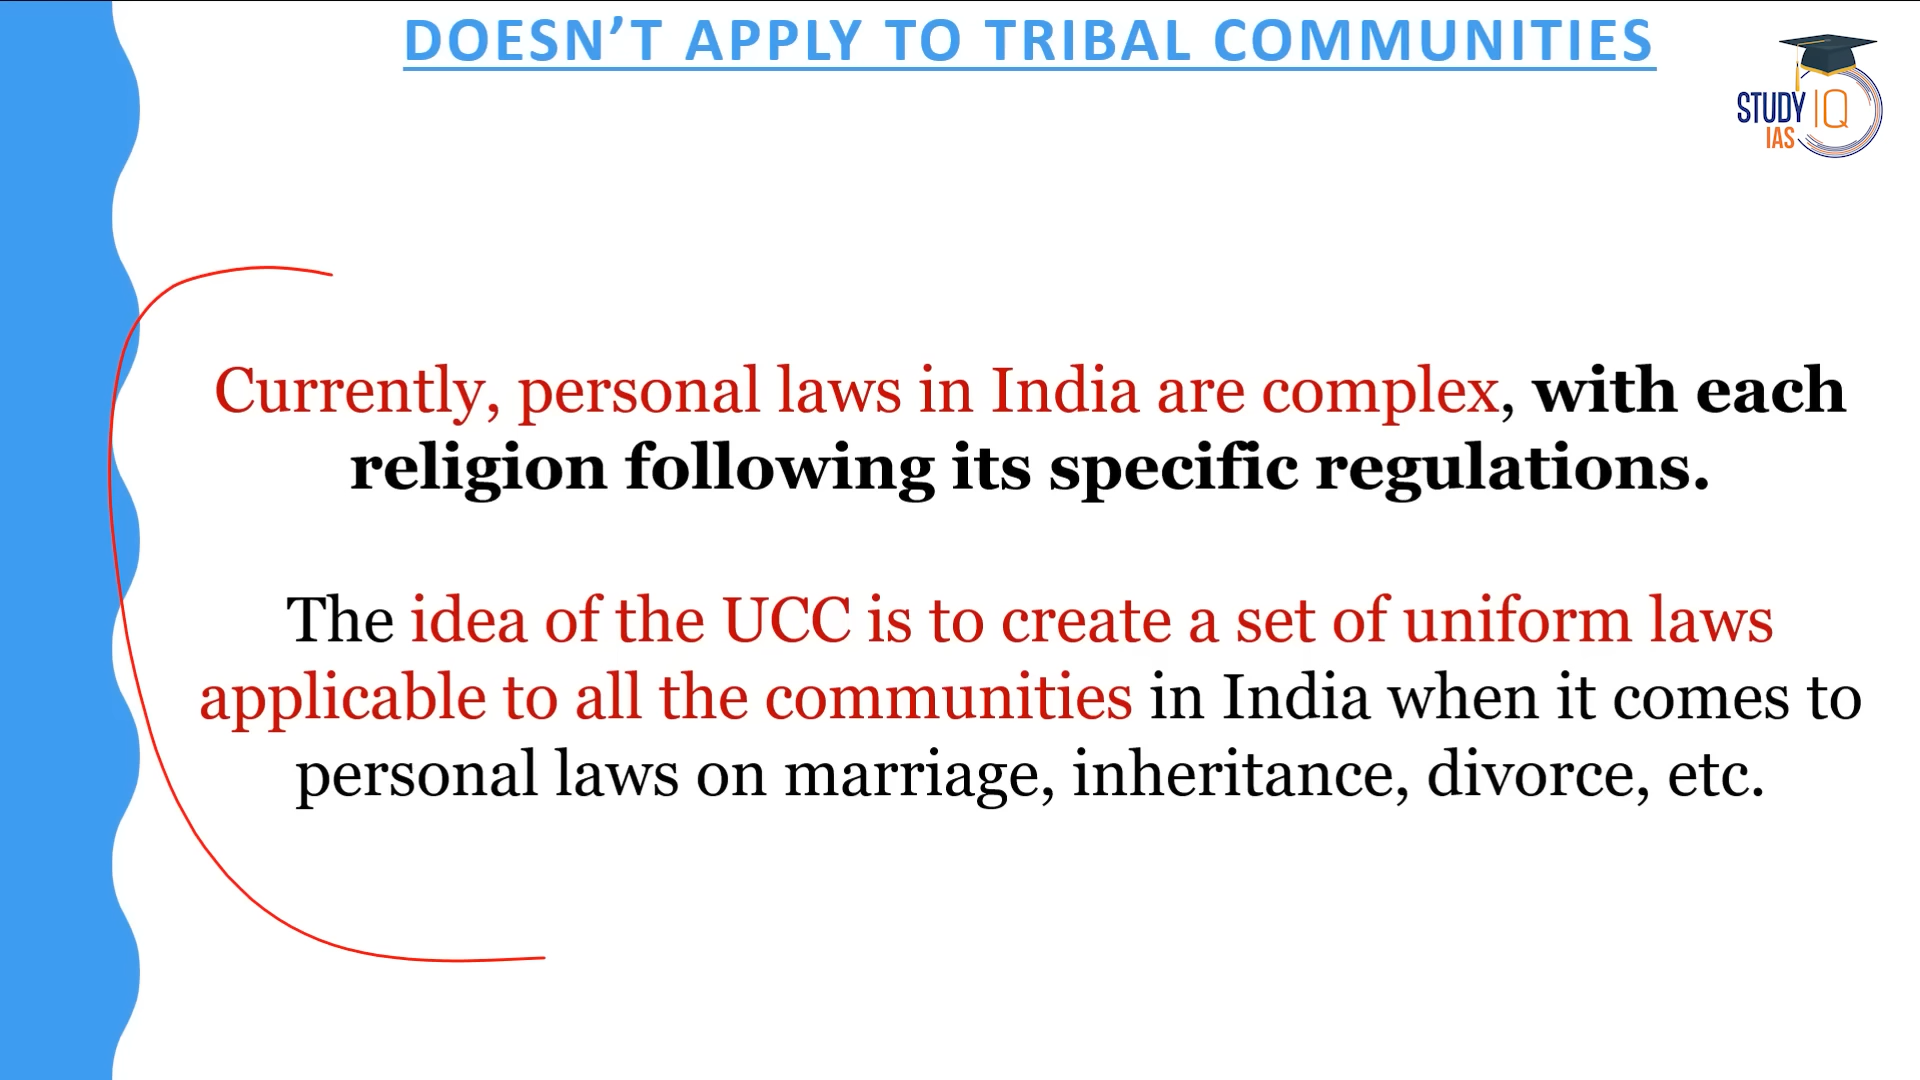 DOESN’T APPLY TO TRIBAL COMMUNITIES
STUDY IQ
IAS
Currently, personal laws in India are complex, with each
religion following its specific regulations.
The idea of the UCC is to create a set of uniform laws
applicable to all the communities in India when it comes to
personal laws on marriage, inheritance, divorce, etc.